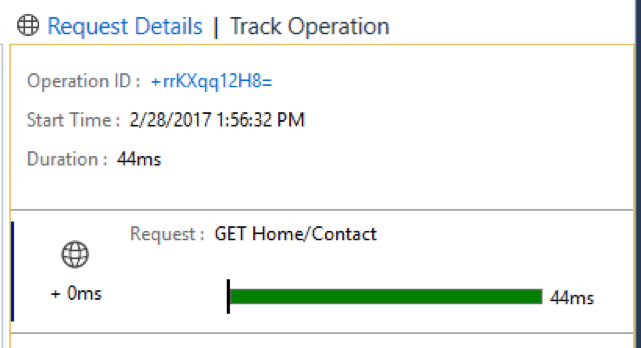 Request Details | Track Operation
Operation ID : +rrKXqq12H8=
Start Time : 2/28/2017 1:56:32 PM
Duration : 44ms
Request : GET Home/Contact
+ 0ms
44ms